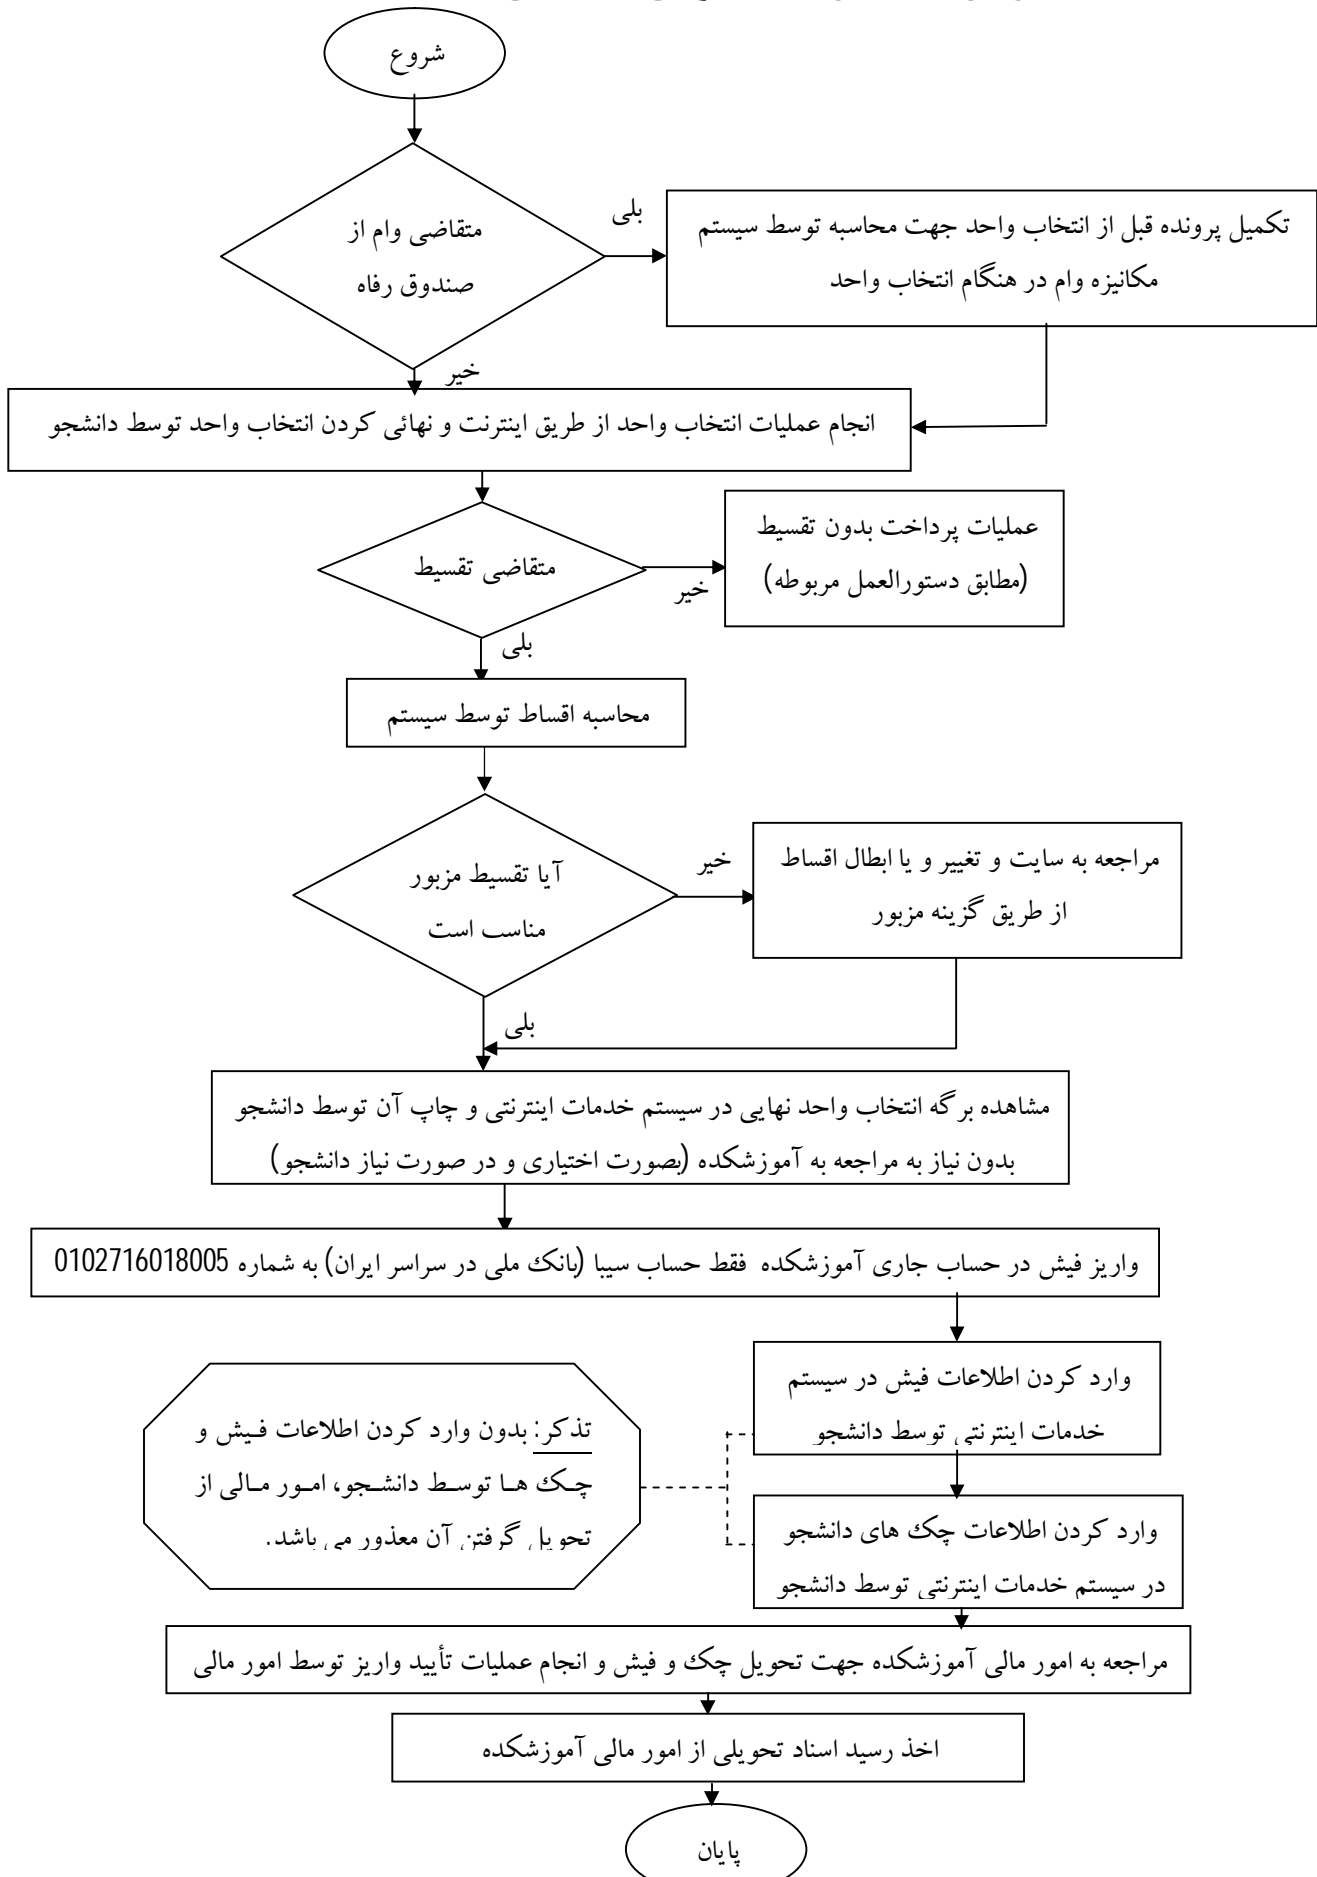 شروع
متقاضی وام از
صندوق رفاه
بلی
تکمیل پرونده قبل از انتخاب واحد جهت محاسبه توسط سیستم
مکانیزه وام در هنگام انتخاب واحد
خیر
انجام عملیات انتخاب واحد از طریق اینترنت و نهائی کردن انتخاب واحد توسط دانشجو
متقاضی تقسیط
خیر
عملیات پرداخت بدون تقسیط
(مطابق دستورالعمل مربوطه)
بلی
محاسبه اقساط توسط سیستم
آیا تقسیط مزبور
مناسب است
خیر
مراجعه به سایت و تغییر و یا ابطال اقساط
از طریق گزینه مزبور
بلی
مشاهده برگه انتخاب واحد نهایی در سیستم خدمات اینترنتی و چاپ آن توسط دانشجو
بدون نیاز به مراجعه به آموزشکده (بصورت اختیاری و در صورت نیاز دانشجو)
واریز فیش در حساب جاری آموزشکده فقط حساب سیبا (بانک ملی در سراسر ایران) به شماره 0102716018005
وارد کردن اطلاعات فیش در سیستم
خدمات اینترنتی توسط دانشجو
تذکر: بدون وارد کردن اطلاعات فـیش و
چـک هـا توسـط دانشـجو، امـور مـالی از
تحویل گرفتن آن معذور می باشد.
وارد کردن اطلاعات چک های دانشجو
در سیستم خدمات اینترنتی توسط دانشجو
مراجعه به امور مالی آموزشکده جهت تحویل چک و فیش و انجام عملیات تأیید واریز توسط امور مالی
اخذ رسید اسناد تحویلی از امور مالی آموزشکده
پایان